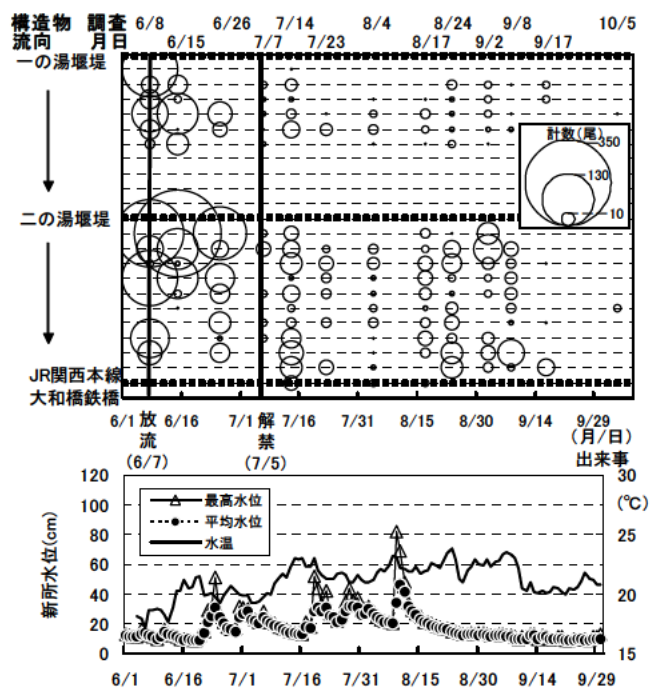 構造物 調査 6/8 6/26 7/14 8/4 8/24 9/8 10/5
流向 月日 6/15 7/7 7/23 8/17 9/2 9/17
一の湯堰堤
計数(尾)
350
130
10
二の湯堰堤
JR関西本線
大和橋鉄橋
6/1 6/16 7/1 7/16 7/31 8/15 8/30 9/14 9/29
放流
(6/7)
解禁
(7/5)
(月/日)
出来事
120 30
100 (℃)
80 25
60
40 20
20
0 15
新所水位(cm)
最高水位
平均水位
水温
6/1 6/16 7/1 7/16 7/31 8/15 8/30 9/14 9/29